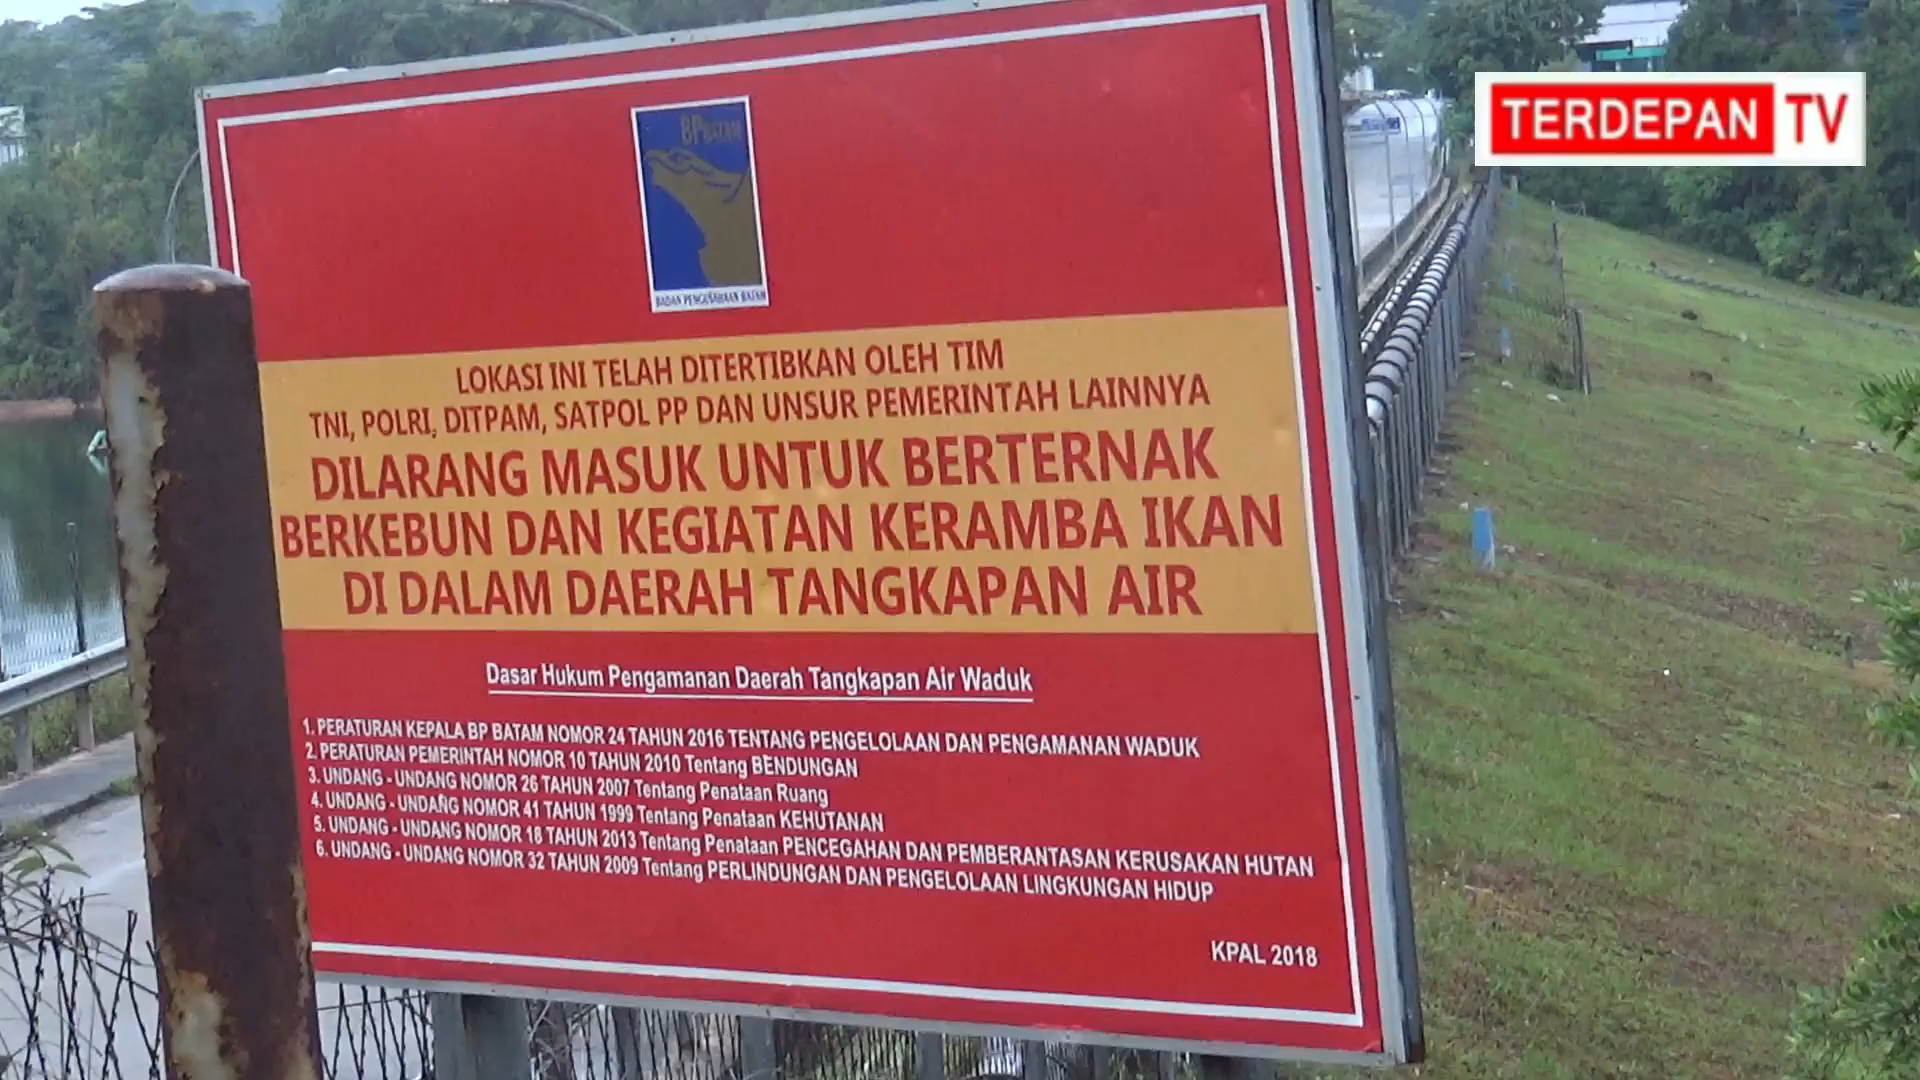 TERDEPAN TV
BP BATAM
BADAN PENGUSAHAAN BATAM
LOKASI INI TELAH DITERTIBKAN OLEH TIM
TNI, POLRI, DITPAM, SATPOL PP DAN UNSUR PEMERINTAH LAINNYA
DILARANG MASUK UNTUK BERTERNAK
BERKEBUN DAN KEGIATAN KERAMBA IKAN
DI DALAM DAERAH TANGKAPAN AIR
Dasar Hukum Pengamanan Daerah Tangkapan Air Waduk
1. PERATURAN KEPALA BP BATAM NOMOR 24 TAHUN 2016 TENTANG PENGELOLAAN DAN PENGAMANAN WADUK
2. PERATURAN PEMERINTAH NOMOR 10 TAHUN 2010 Tentang BENDUNGAN
3. UNDANG - UNDANG NOMOR 26 TAHUN 2007 Tentang Penataan Ruang
4. UNDANG - UNDANG NOMOR 41 TAHUN 1999 Tentang Penataan KEHUTANAN
5. UNDANG - UNDANG NOMOR 18 TAHUN 2013 Tentang Penataan PENCEGAHAN DAN PEMBERANTASAN KERUSAKAN HUTAN
6. UNDANG - UNDANG NOMOR 32 TAHUN 2009 Tentang PERLINDUNGAN DAN PENGELOLAAN LINGKUNGAN HIDUP
KPAL 2018